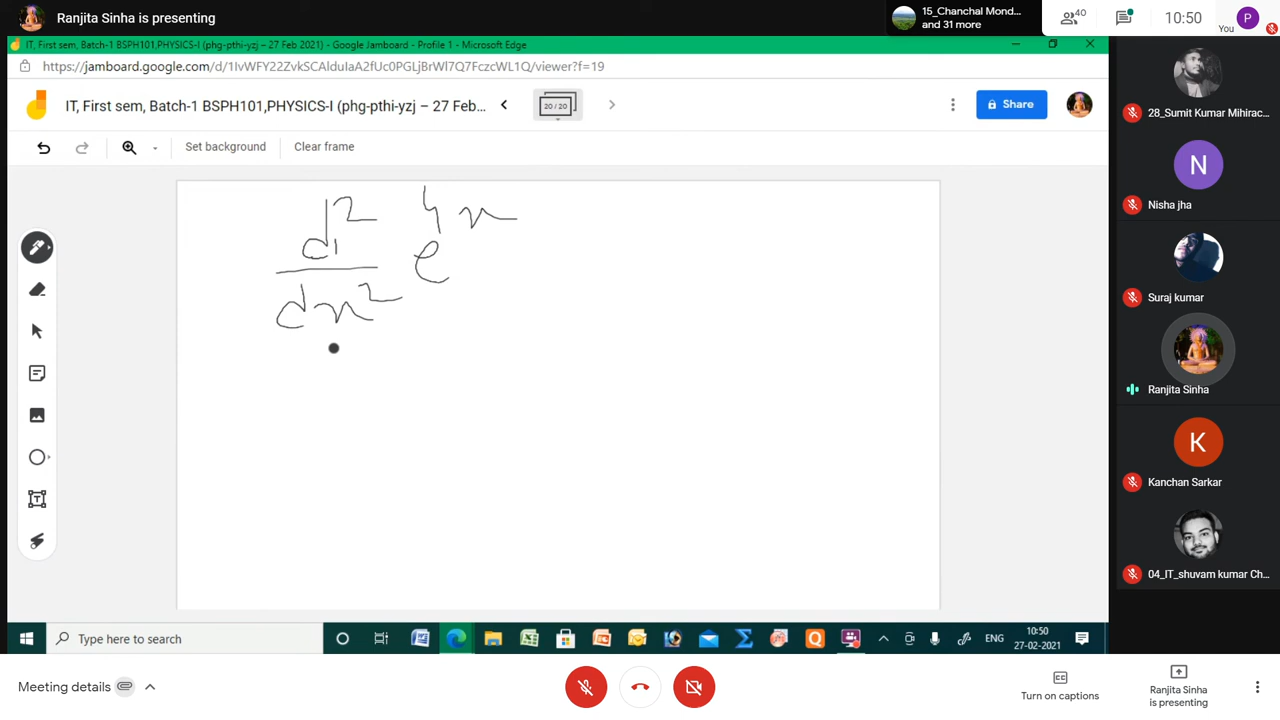 Ranjita Sinha is presenting
15_Chanchal Mond...
and 31 more
40
10:50
P
You
IT, First sem, Batch-1 BSPH101,PHYSICS-I (phg-pthi-yzj – 27 Feb 2021) - Google Jamboard - Profile 1 - Microsoft Edge
https://jamboard.google.com/d/1IvWFY22ZvkSCAlduIaA2fUc0PGLjBrWl7Q7FczcWL1Q/viewer?f=19
IT, First sem, Batch-1 BSPH101,PHYSICS-I (phg-pthi-yzj – 27 Feb...
20 / 20
Share
Set background
Clear frame
d² e⁴ˣ
dx²
28_Sumit Kumar Mihirac...
N
Nisha jha
Suraj kumar
Ranjita Sinha
K
Kanchan Sarkar
04_IT_shuvam kumar Ch...
Type here to search
ENG
10:50
27-02-2021
Meeting details
Turn on captions
Ranjita Sinha
is presenting